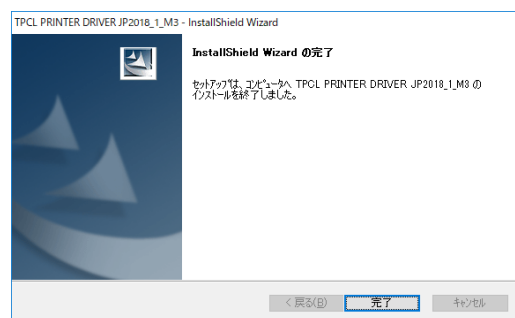 TPCL PRINTER DRIVER JP2018_1_M3 - InstallShield Wizard
InstallShield Wizard の完了
セットアップは、コンピュータへ TPCL PRINTER DRIVER JP2018_1_M3 の
インストールを終了しました。
< 戻る(B)
完了
キャンセル